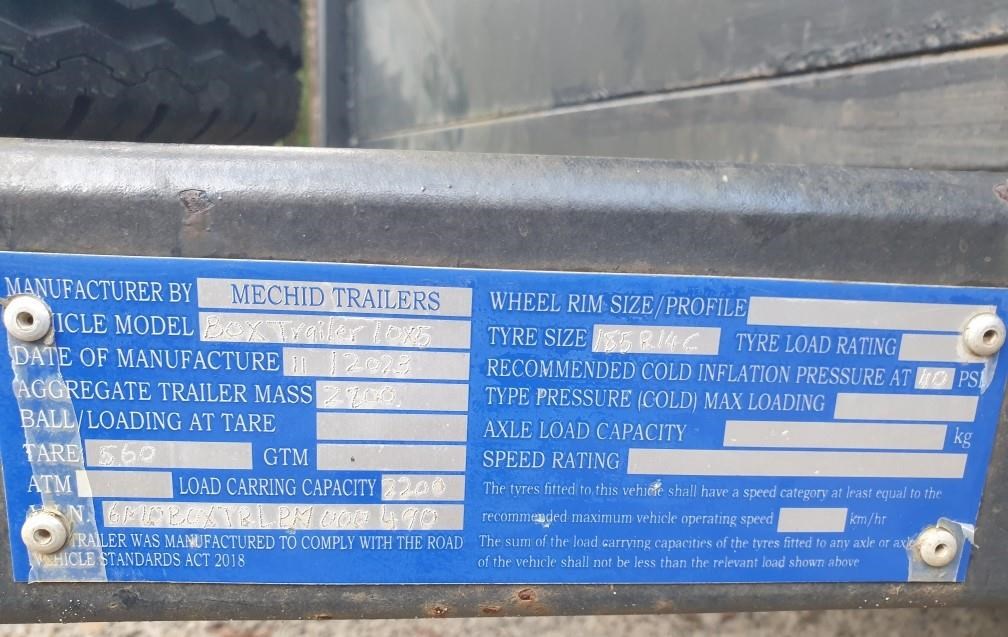 MANUFACTURER BY MECHID TRAILERS
HICLE MODEL Box Trailer 10x5
DATE OF MANUFACTURE 11 12023
AGGREGATE TRAILER MASS 2800
BALL/LOADING AT TARE
TARE 560 GTM
ATM LOAD CARRING CAPACITY 2200
TRAILER WAS MANUFACTURED TO COMPLY WITH THE ROAD
VEHICLE STANDARDS ACT 2018
WHEEL RIM SIZE/PROFILE
TYRE SIZE 185R14C TYRE LOAD RATING
RECOMMENDED COLD INFLATION PRESSURE AT 40 PSI
TYPE PRESSURE (COLD) MAX LOADING
AXLE LOAD CAPACITY kg
SPEED RATING
The tyres fitted to this vehicle shall have a speed category at least equal to the
recommended maximum vehicle operating speed km/hr
The sum of the load carrying capacities of the tyres fitted to any axle or axle
of the vehicle shall not be less than the relevant load shown above